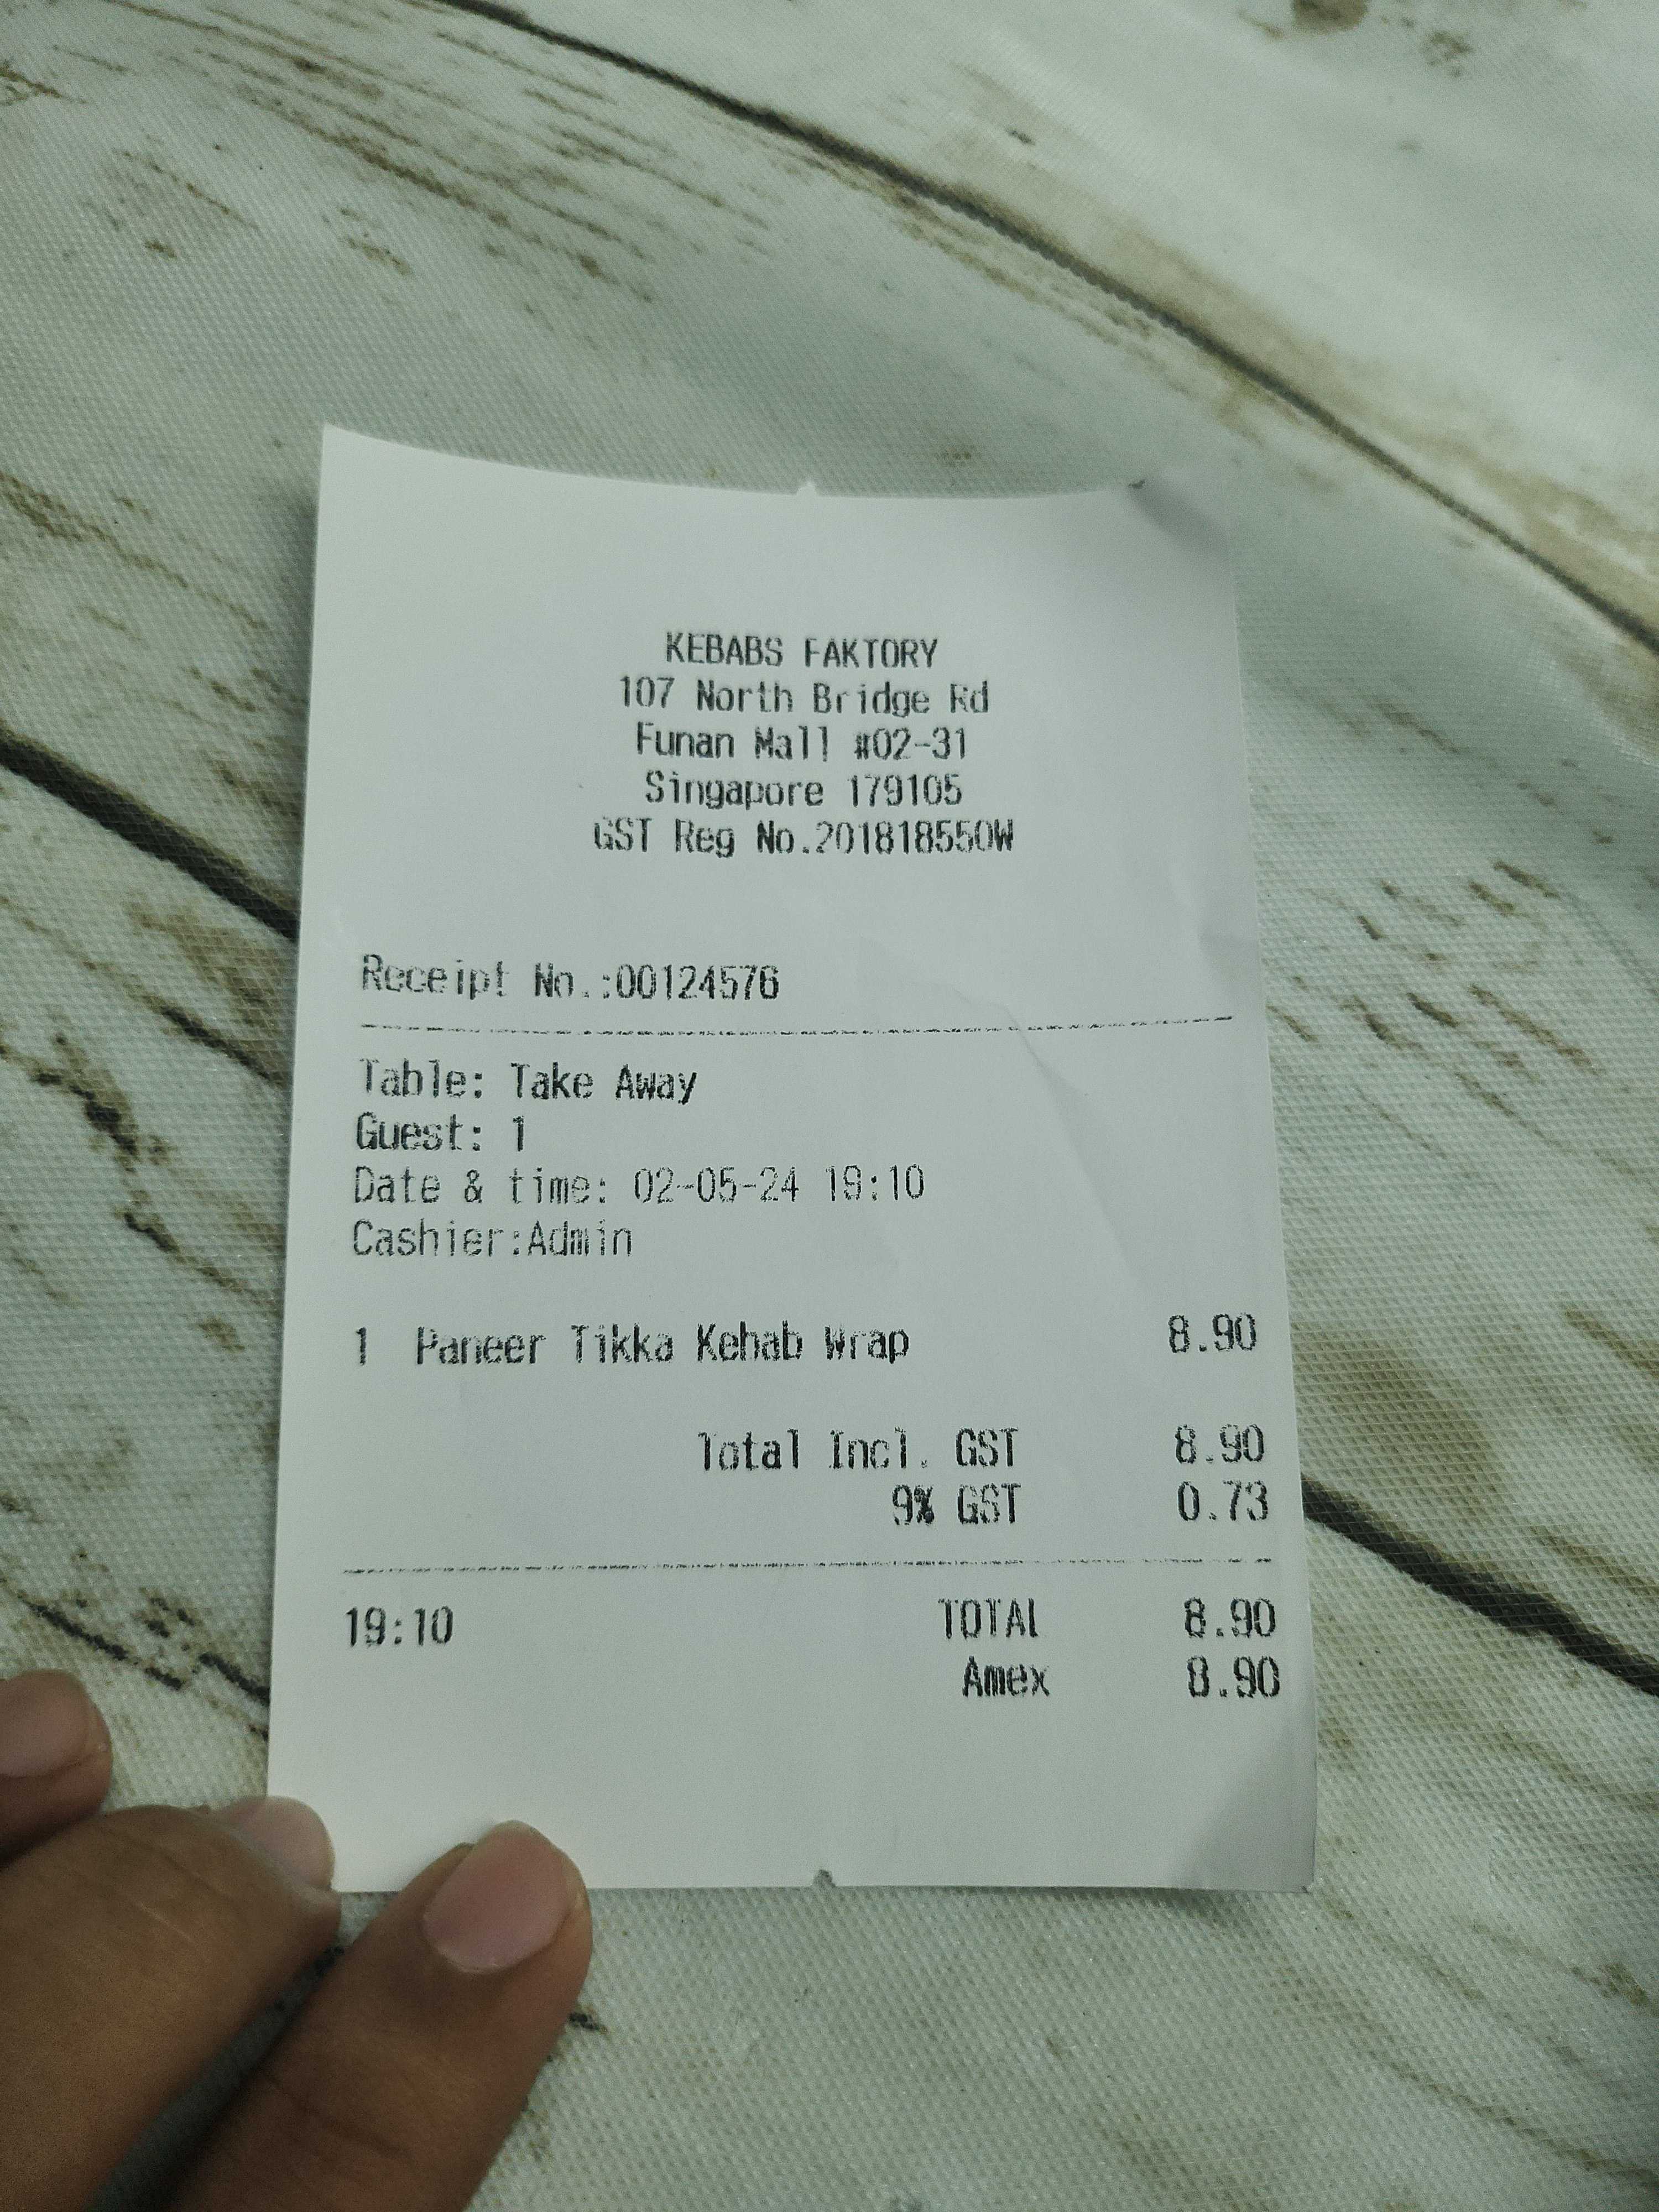 KEBABS FAKTORY
107 North Bridge Rd
Funan Mall #02-31
Singapore 179105
GST Reg No.201818550W
Receipt No.:00124576
Table: Take Away
Guest: 1
Date & time: 02-05-24 19:10
Cashier:Admin
1 Paneer Tikka Kebab Wrap 8.90
Total Incl. GST 8.90
9% GST 0.73
19:10 TOTAL 8.90
Amex 8.90